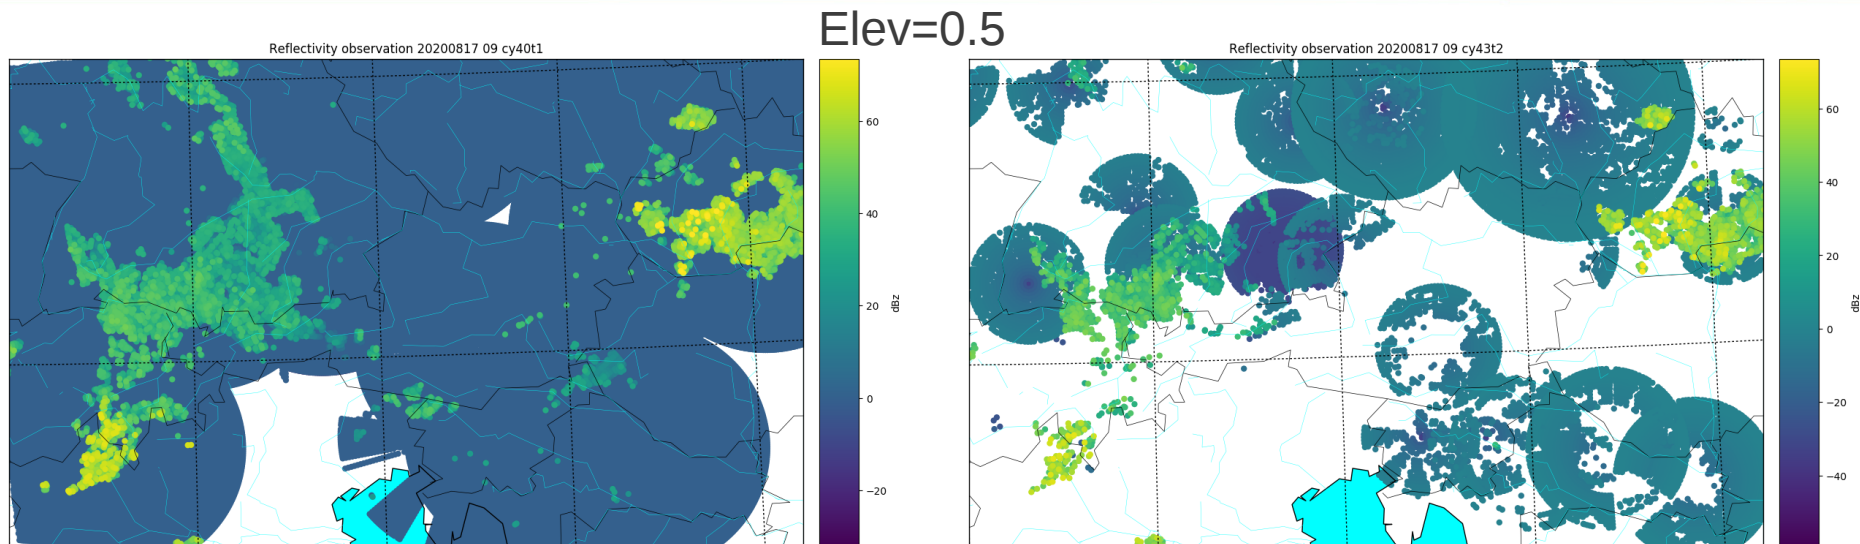 Elev=0.5
Reflectivity observation 20200817 09 cy40t1
60
40
20
0
−20
dBz
Reflectivity observation 20200817 09 cy43t2
60
40
20
0
−20
−40
dBz